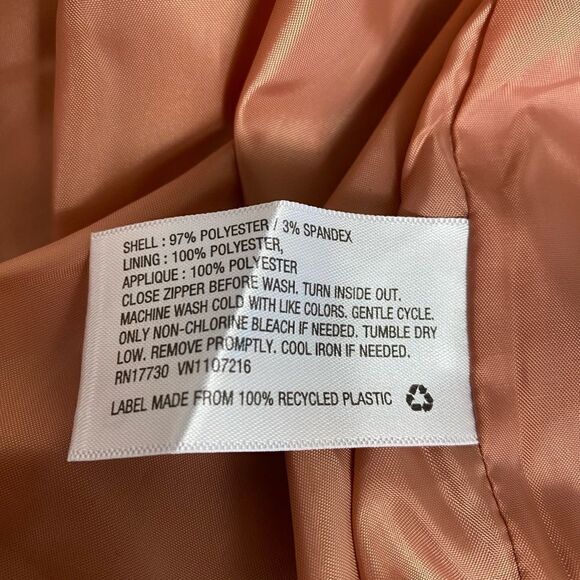 SHELL : 97% POLYESTER / 3% SPANDEX
LINING : 100% POLYESTER,
APPLIQUE : 100% POLYESTER
CLOSE ZIPPER BEFORE WASH. TURN INSIDE OUT.
MACHINE WASH COLD WITH LIKE COLORS. GENTLE CYCLE.
ONLY NON-CHLORINE BLEACH IF NEEDED. TUMBLE DRY
LOW. REMOVE PROMPTLY. COOL IRON IF NEEDED.
RN17730 VN1107216
LABEL MADE FROM 100% RECYCLED PLASTIC